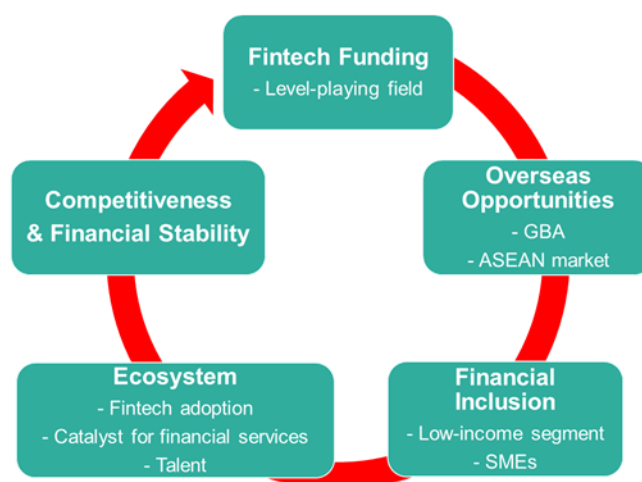 Fintech Funding
- Level-playing field
Overseas
Opportunities
- GBA
- ASEAN market
Financial
Inclusion
- Low-income segment
- SMEs
Ecosystem
- Fintech adoption
- Catalyst for financial services
- Talent
Competitiveness
& Financial Stability